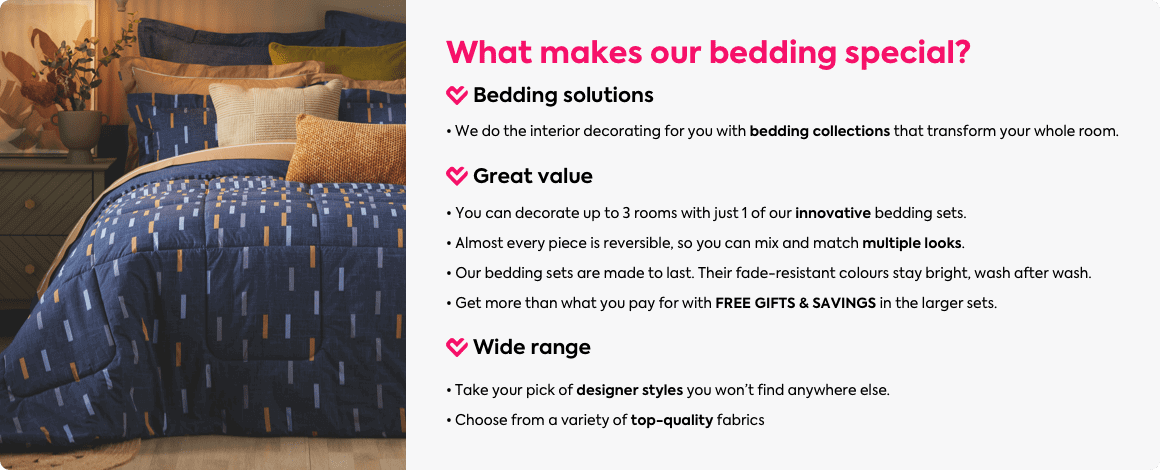 What makes our bedding special?
Bedding solutions
• We do the interior decorating for you with bedding collections that transform your whole room.
Great value
• You can decorate up to 3 rooms with just 1 of our innovative bedding sets.
• Almost every piece is reversible, so you can mix and match multiple looks.
• Our bedding sets are made to last. Their fade-resistant colours stay bright, wash after wash.
• Get more than what you pay for with FREE GIFTS & SAVINGS in the larger sets.
Wide range
• Take your pick of designer styles you won't find anywhere else.
• Choose from a variety of top-quality fabrics